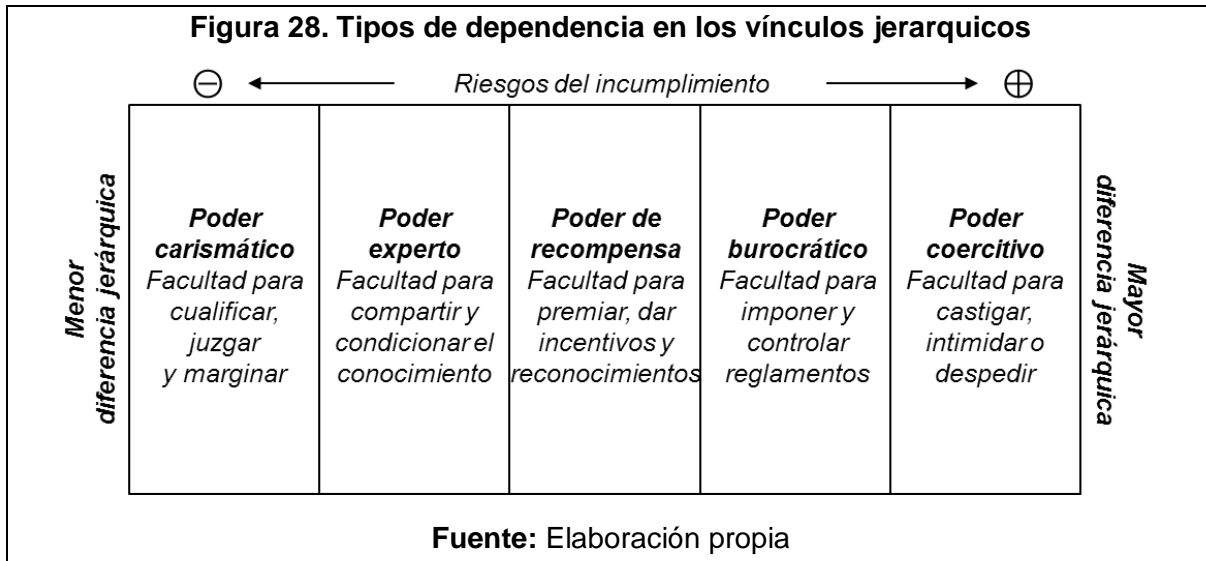 Figura 28. Tipos de dependencia en los vínculos jerarquicos
Riesgos del incumplimiento
Menor
diferencia jerárquica
Poder
carismático
Facultad para
cualificar,
juzgar
y marginar
Poder
experto
Facultad para
compartir y
condicionar el
conocimiento
Poder de
recompensa
Facultad para
premiar, dar
incentivos y
reconocimientos
Poder
burocrático
Facultad para
imponer y
controlar
reglamentos
Poder
coercitivo
Facultad para
castigar,
intimidar o
despedir
Mayor
diferencia jerárquica
Fuente: Elaboración propia